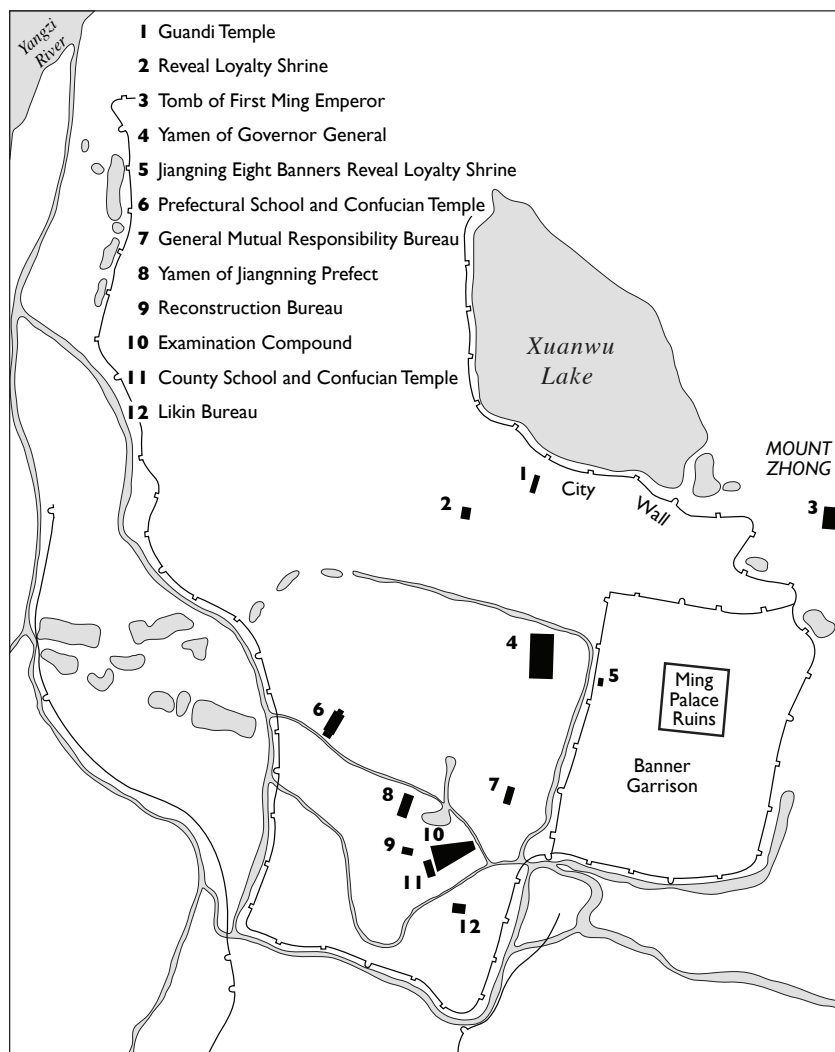 Yangzi
River
1 Guandi Temple
2 Reveal Loyalty Shrine
3 Tomb of First Ming Emperor
4 Yamen of Governor General
5 Jiangning Eight Banners Reveal Loyalty Shrine
6 Prefectural School and Confucian Temple
7 General Mutual Responsibility Bureau
8 Yamen of Jiangnning Prefect
9 Reconstruction Bureau
10 Examination Compound
11 County School and Confucian Temple
12 Likin Bureau
Xuanwu
Lake
MOUNT
ZHONG
1
City
Wall
2
3
4
5
Ming
Palace
Ruins
6
Banner
Garrison
7
8
10
9
11
12